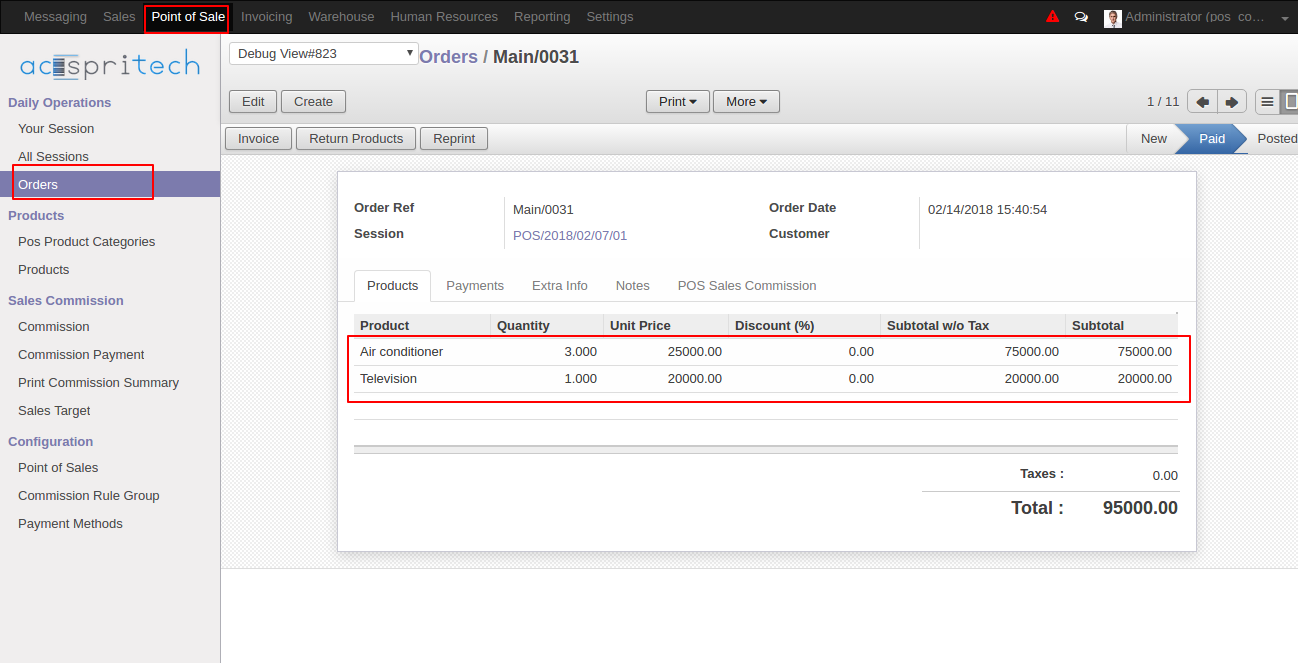 Messaging Sales Point of Sale Invoicing Warehouse Human Resources Reporting Settings Administrator (pos_co…
acespritech
Daily Operations
Your Session
All Sessions
Orders
Products
Pos Product Categories
Products
Sales Commission
Commission
Commission Payment
Print Commission Summary
Sales Target
Configuration
Point of Sales
Commission Rule Group
Payment Methods
Debug View#823 Orders / Main/0031
Edit Create Print More 1 / 11
Invoice Return Products Reprint New Paid Posted
Order Ref Main/0031 Order Date 02/14/2018 15:40:54
Session POS/2018/02/07/01 Customer
Products Payments Extra Info Notes POS Sales Commission
Product Quantity Unit Price Discount (%) Subtotal w/o Tax Subtotal
Air conditioner 3.000 25000.00 0.00 75000.00 75000.00
Television 1.000 20000.00 0.00 20000.00 20000.00
Taxes : 0.00
Total : 95000.00